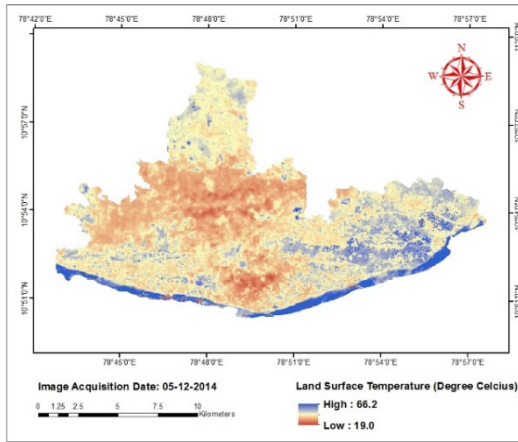 78°42'0"E 78°45'0"E 78°48'0"E 78°51'0"E 78°54'0"E 78°57'0"E
N
W E
S
10°57'0"N 10°57'0"N
10°54'0"N 10°54'0"N
10°51'0"N 10°51'0"N
78°45'0"E 78°48'0"E 78°51'0"E 78°54'0"E 78°57'0"E
Image Acquisition Date: 05-12-2014
0 1.25 2.5 5 7.5 10
Kilometers
Land Surface Temperature (Degree Celcius)
High : 66.2
Low : 19.0